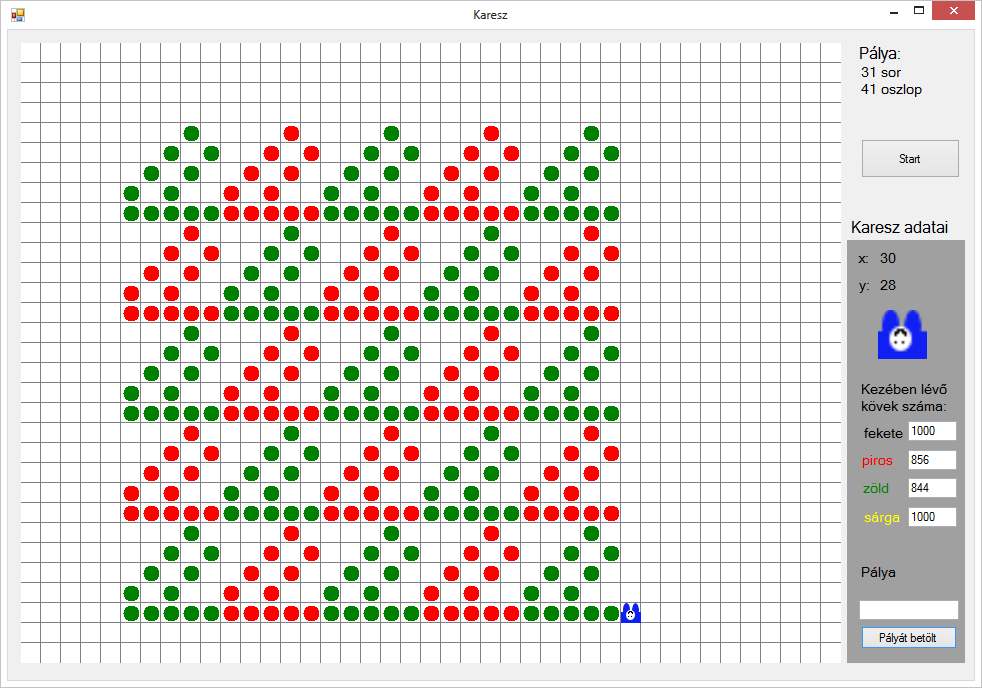 Karesz
Pálya:
31 sor
41 oszlop
Start
Karesz adatai
x: 30
y: 28
Kezében lévő
kövek száma:
fekete 1000
piros 856
zöld 844
sárga 1000
Pálya
Pályát betölt